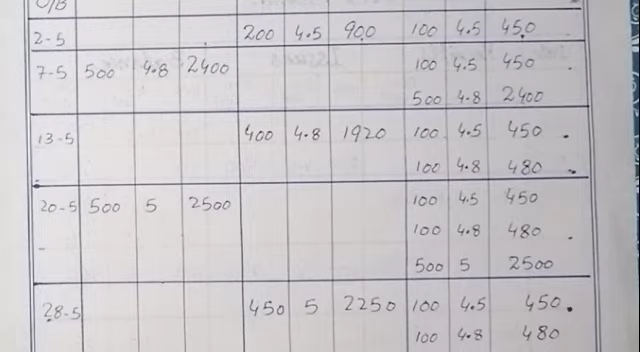 O/B
2-5 200 4.5 900 100 4.5 450
7-5 500 4.8 2400 100 4.5 450
500 4.8 2400
13-5 400 4.8 1920 100 4.5 450
100 4.8 480
20-5 500 5 2500 100 4.5 450
100 4.8 480
500 5 2500
28-5 450 5 2250 100 4.5 450
100 4.8 480